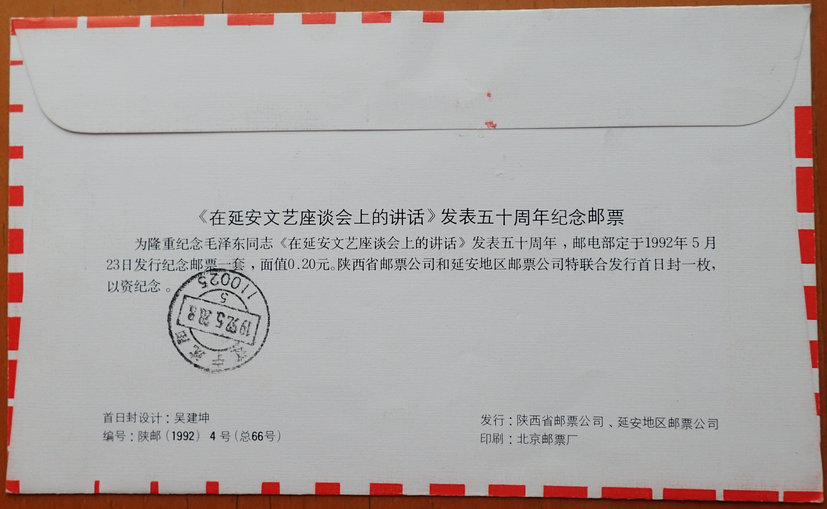 《在延安文艺座谈会上的讲话》发表五十周年纪念邮票
为隆重纪念毛泽东同志《在延安文艺座谈会上的讲话》发表五十周年，邮电部定于1992年5月
23日发行纪念邮票一套，面值0.20元。陕西省邮票公司和延安地区邮票公司特联合发行首日封一枚，
以资纪念。
110025
5
1992.5.28.8
沈阳
首日封设计：吴建坤
编号：陕邮(1992) 4号(总66号)
发行：陕西省邮票公司、延安地区邮票公司
印刷：北京邮票厂